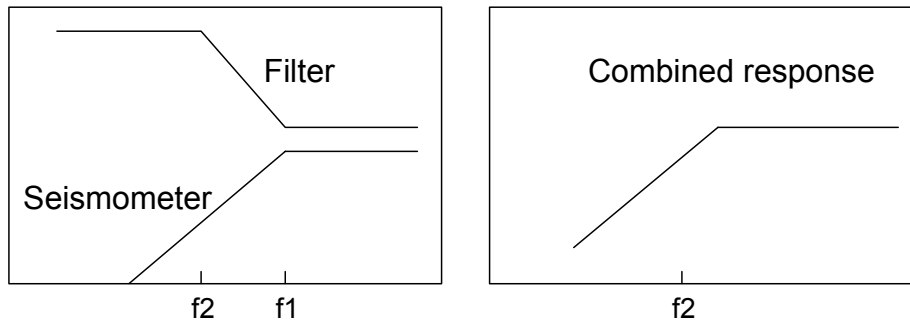 Filter
Seismometer
f2
f1
Combined response
f2